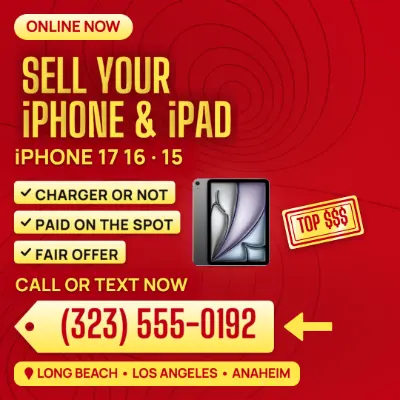 ONLINE NOW
SELL YOUR
iPHONE & iPAD
iPHONE 17 16 · 15
CHARGER OR NOT
PAID ON THE SPOT
FAIR OFFER
TOP $$$
CALL OR TEXT NOW
(323) 555-0192
LONG BEACH • LOS ANGELES • ANAHEIM